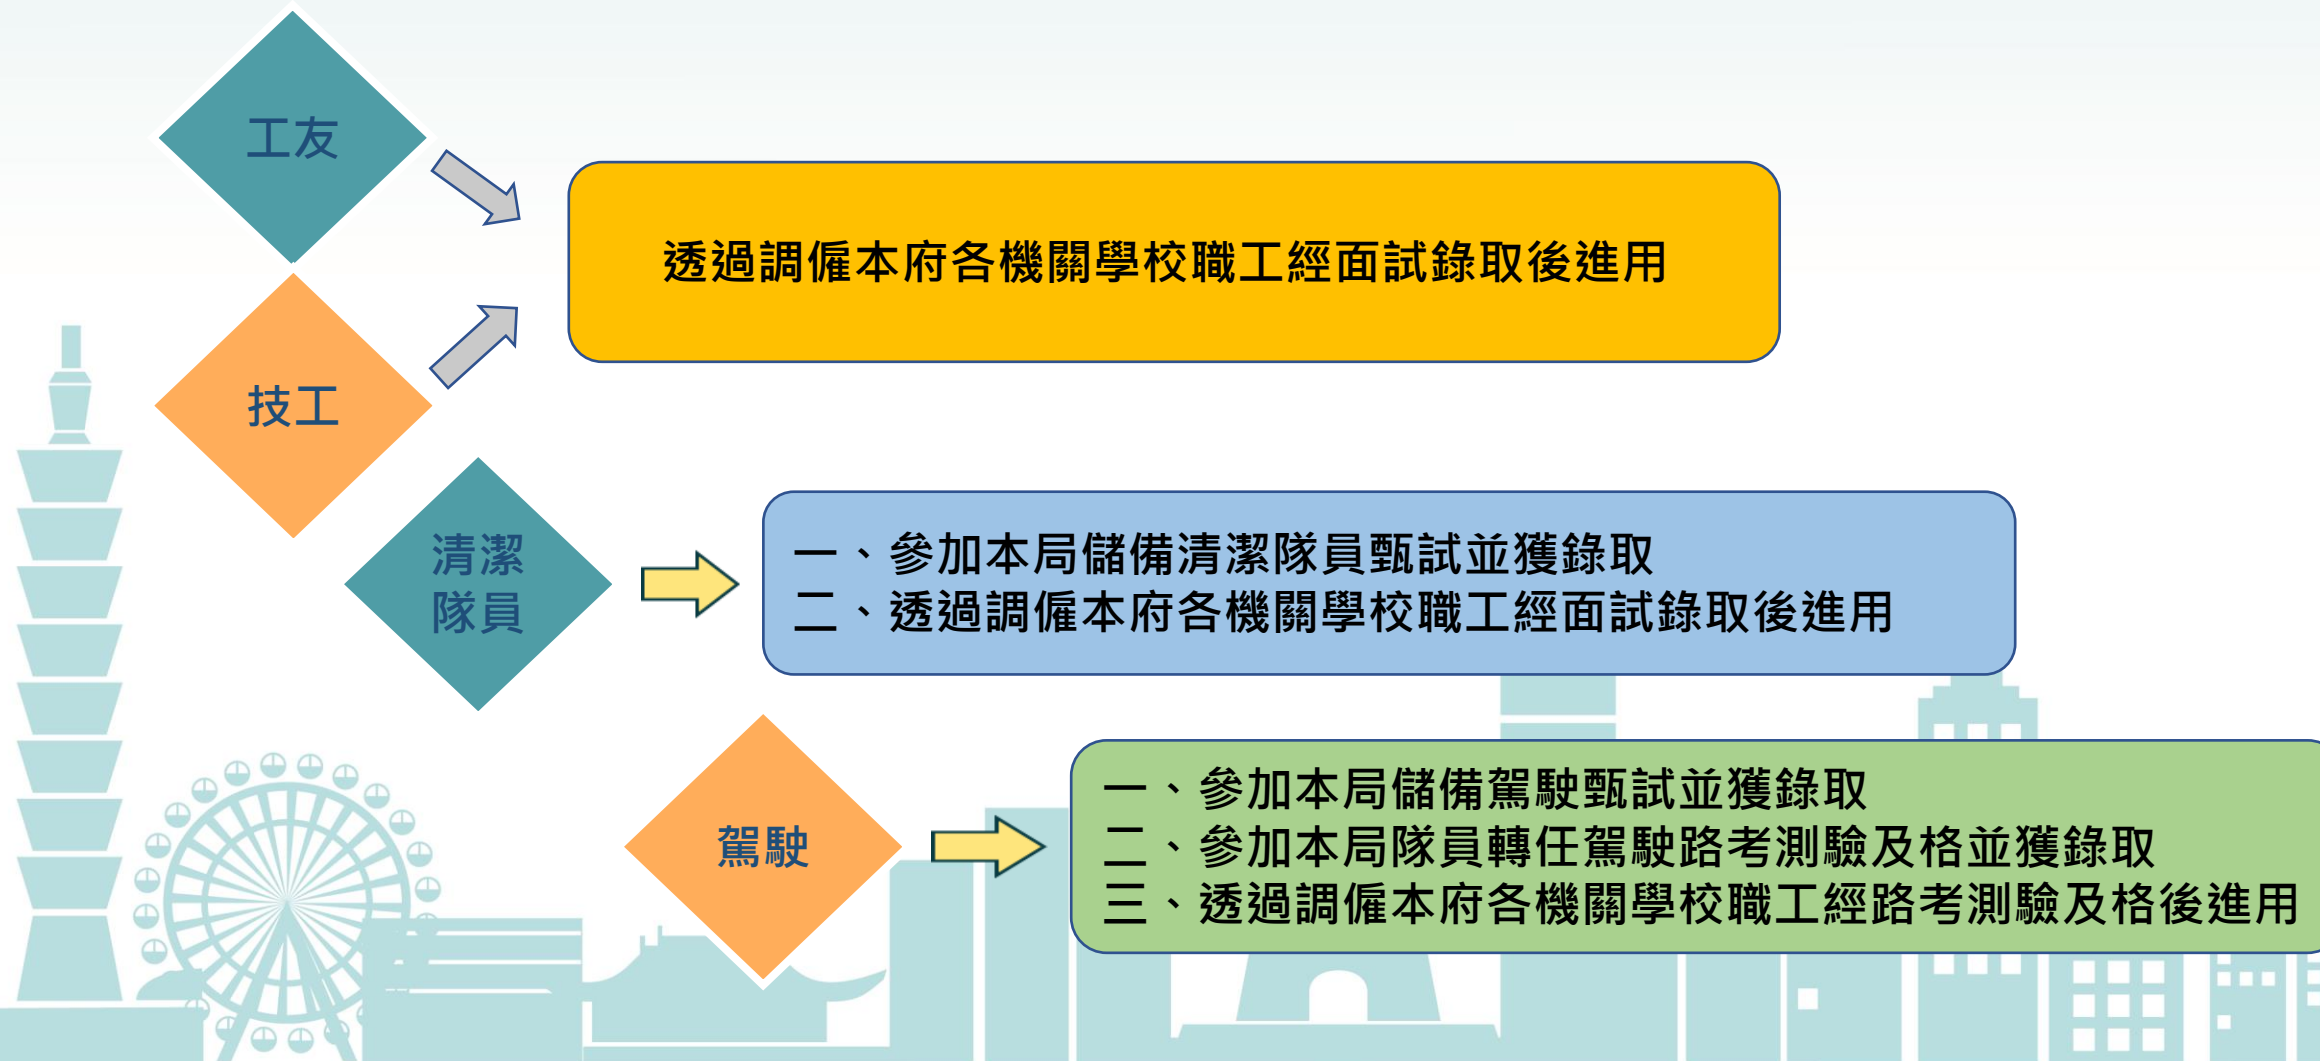 工友
透過調僱本府各機關學校職工經面試錄取後進用
技工
清潔
隊員
一、參加本局儲備清潔隊員甄試並獲錄取
二、透過調僱本府各機關學校職工經面試錄取後進用
駕駛
一、參加本局儲備駕駛甄試並獲錄取
二、參加本局隊員轉任駕駛路考測驗及格並獲錄取
三、透過調僱本府各機關學校職工經路考測驗及格後進用